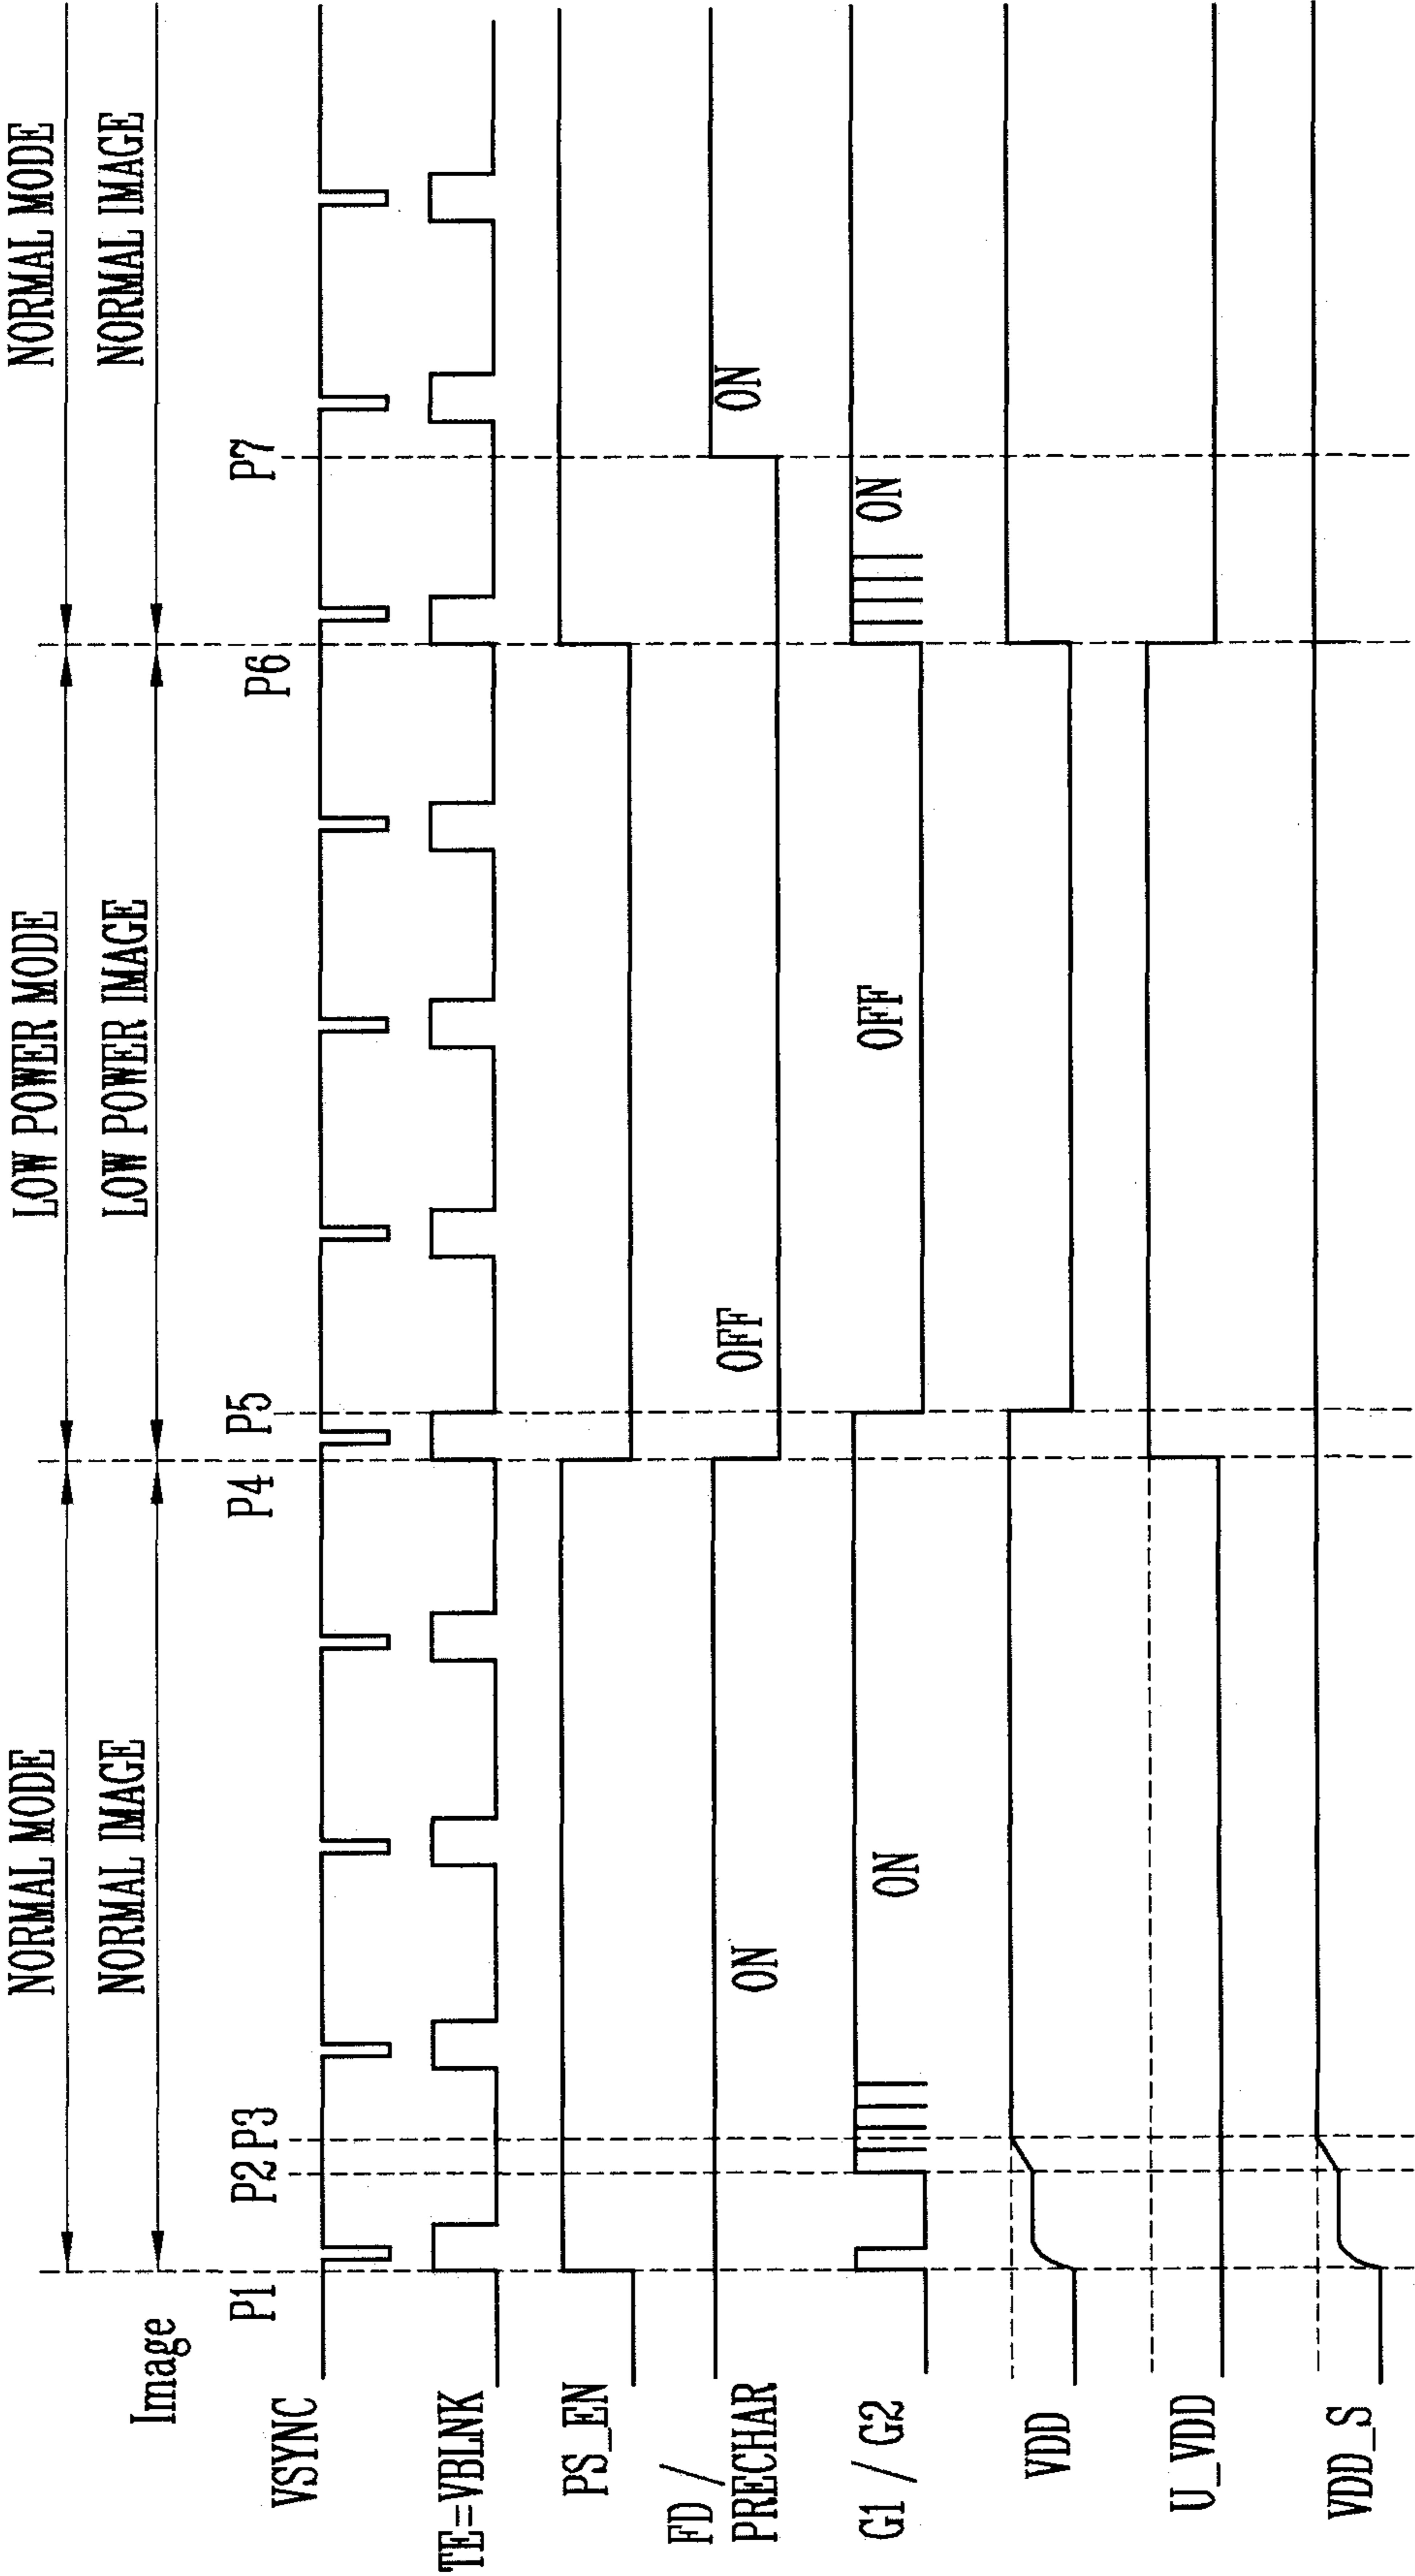 NORMAL MODE
LOW POWER MODE
NORMAL MODE
Image
NORMAL IMAGE
LOW POWER IMAGE
NORMAL IMAGE
P1
P2
P3
P4
P5
P6
P7
VSYNC
TE=VBLNK
PS_EN
FD /
PRECHAR
ON
OFF
ON
G1 / G2
ON
OFF
ON
VDD
U_VDD
VDD_S